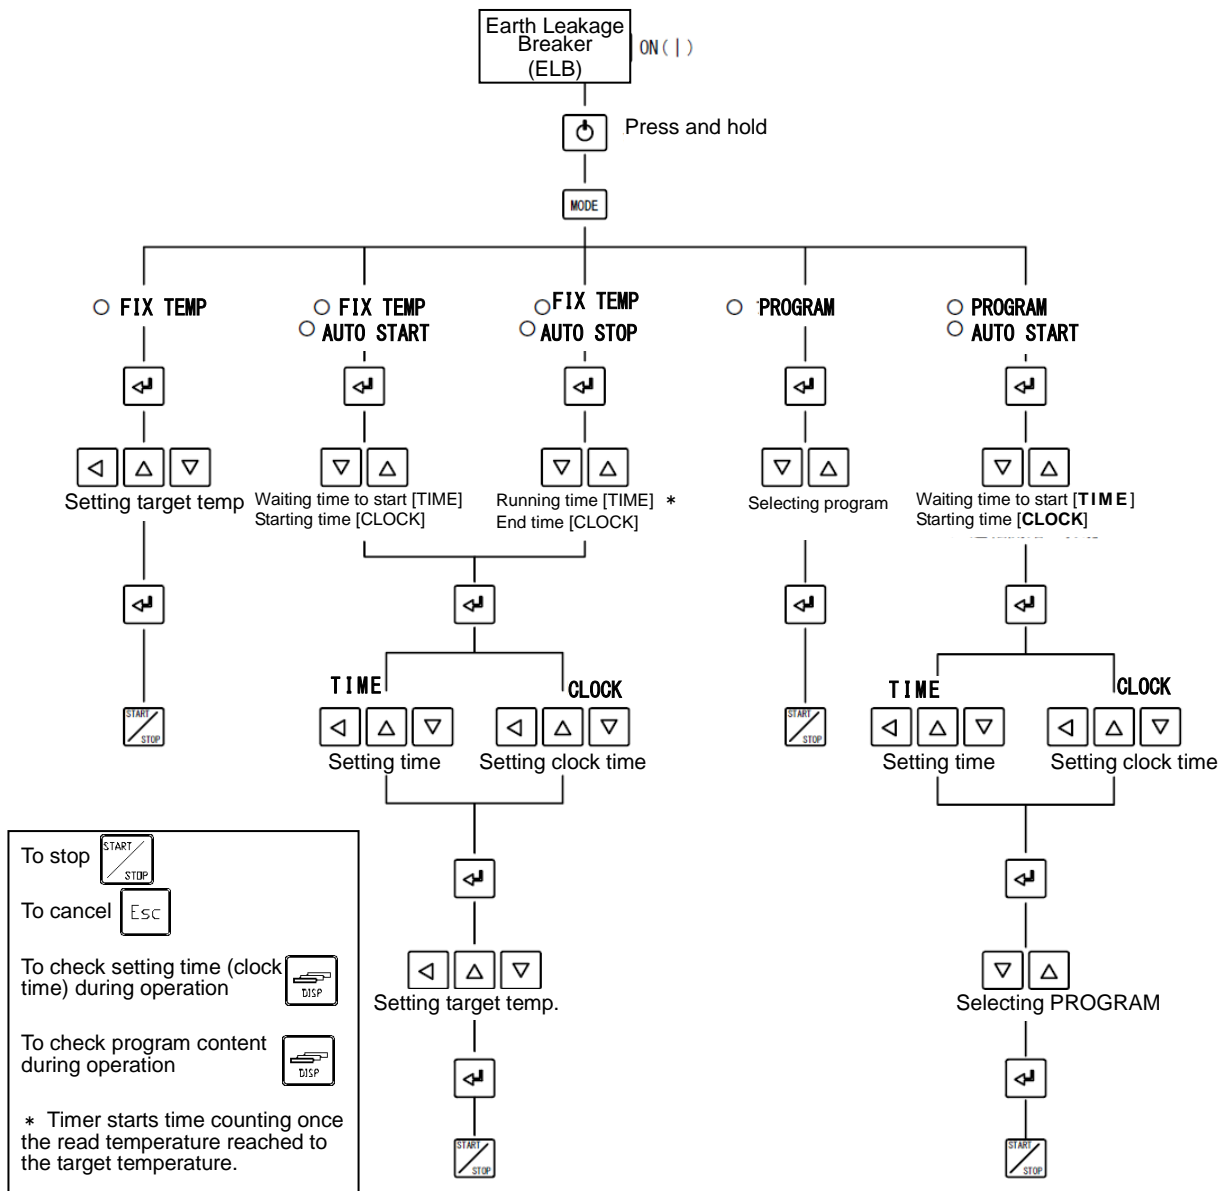 Earth Leakage
Breaker
(ELB)
ON(|)
Press and hold
MODE
FIX TEMP
FIX TEMP
AUTO START
FIX TEMP
AUTO STOP
PROGRAM
PROGRAM
AUTO START
Setting target temp
Waiting time to start [TIME]
Starting time [CLOCK]
Running time [TIME] *
End time [CLOCK]
Selecting program
Waiting time to start [TIME]
Starting time [CLOCK]
TIME
CLOCK
TIME
CLOCK
START
STOP
START
STOP
Setting time
Setting clock time
Setting time
Setting clock time
To stop
START
STOP
To cancel
Esc
To check setting time (clock
time) during operation
DISP
To check program content
during operation
DISP
* Timer starts time counting once
the read temperature reached to
the target temperature.
Setting target temp.
Selecting PROGRAM
START
STOP
START
STOP